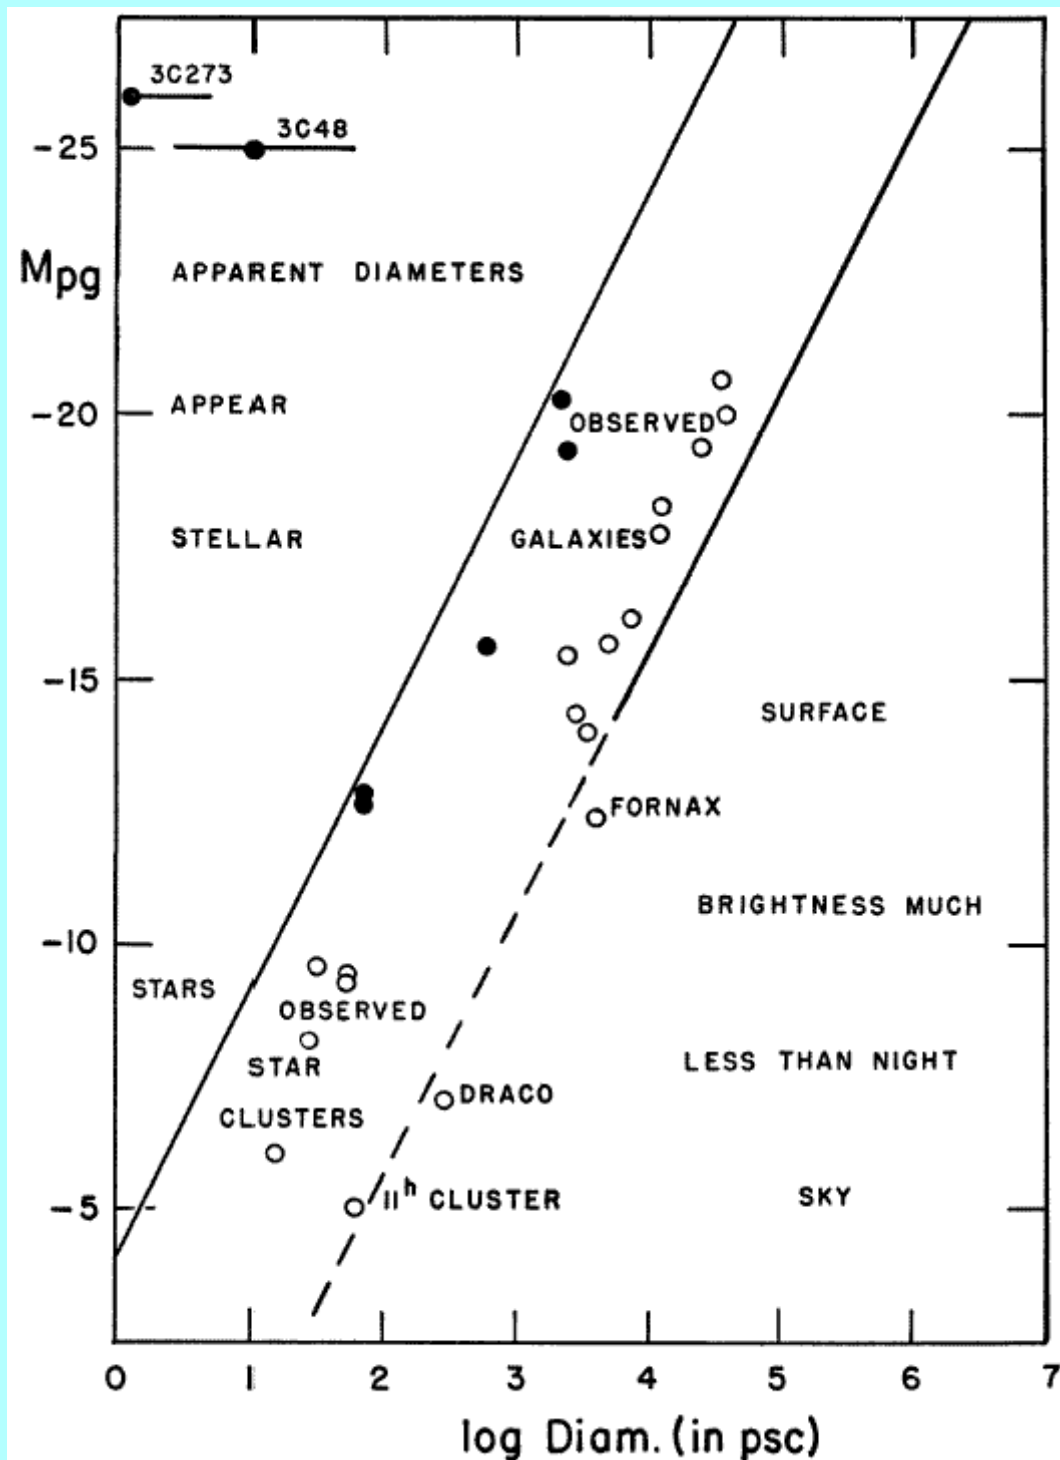 3C273
3C48
-25
Mpg
APPARENT DIAMETERS
-20
APPEAR
OBSERVED
STELLAR
GALAXIES
-15
SURFACE
FORNAX
BRIGHTNESS MUCH
-10
STARS
OBSERVED
STAR
LESS THAN NIGHT
DRACO
CLUSTERS
-5
11h CLUSTER
SKY
0 1 2 3 4 5 6 7
log Diam. (in psc)